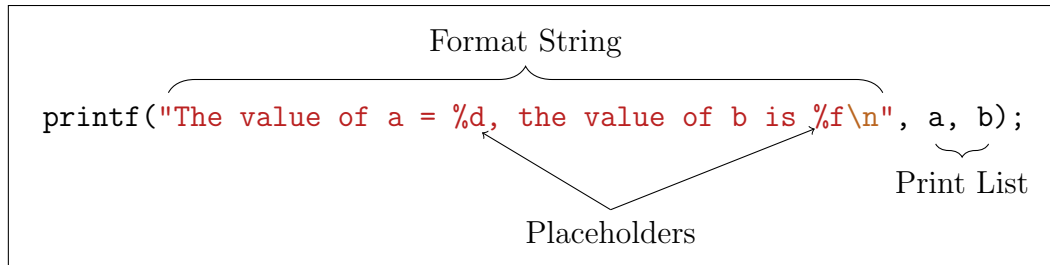 Format String
printf("The value of a = %d, the value of b is %f\n", a, b);
Print List
Placeholders